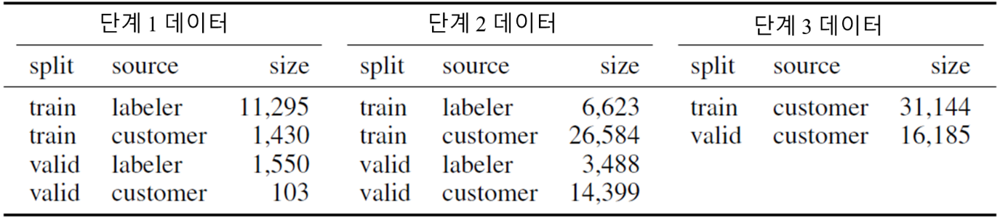 단계 1 데이터 단계 2 데이터 단계 3 데이터
split source size split source size split source size
train labeler 11,295 train labeler 6,623 train customer 31,144
train customer 1,430 train customer 26,584 valid customer 16,185
valid labeler 1,550 valid labeler 3,488
valid customer 103 valid customer 14,399